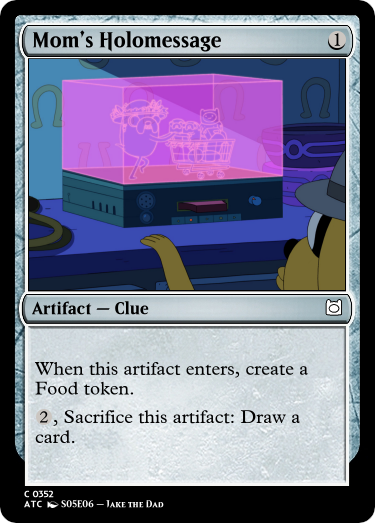 Mom's Holomessage 1
Artifact — Clue
When this artifact enters, create a
Food token.
2, Sacrifice this artifact: Draw a
card.
C 0352
ATC S05E06 — Jake the Dad